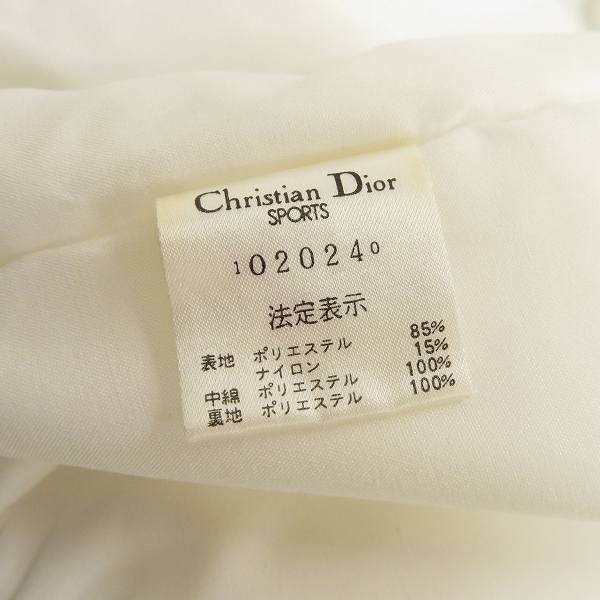 Christian Dior
SPORTS
1020240
法定表示
表地 ポリエステル 85%
ナイロン 15%
中綿 ポリエステル 100%
裏地 ポリエステル 100%